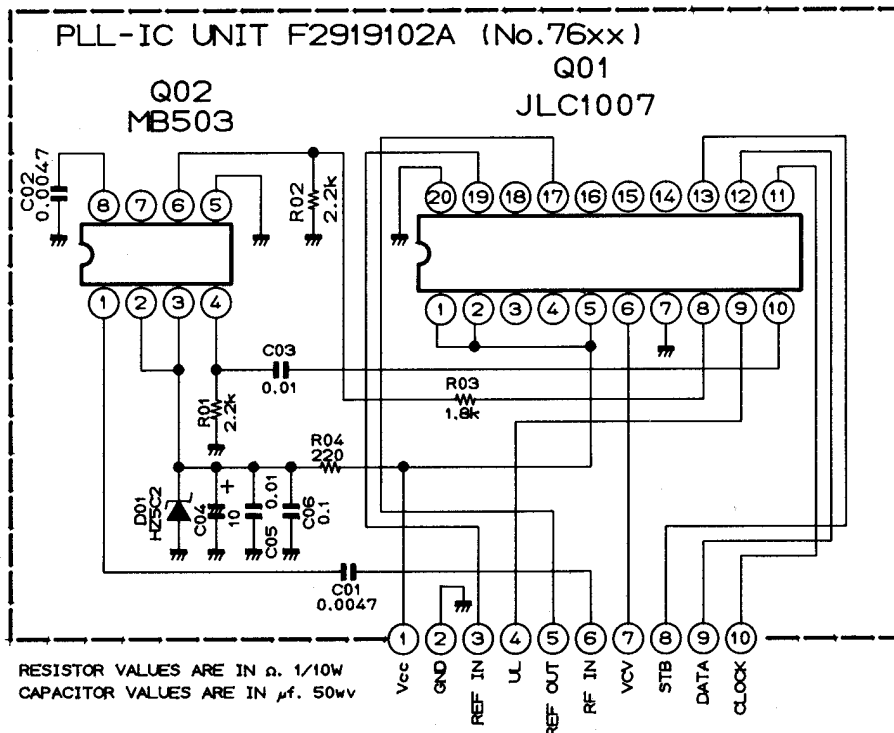 PLL-IC UNIT F2919102A (No.76xx)
Q01
JLC1007
Q02
MB503
C02
0.0047
8 7 6 5
R02
2.2k
20 19 18 17 16 15 14 13 12 11
1 2 3 4
1 2 3 4 5 6 7 8 9 10
C03
0.01
R01
2.2k
R03
1.8k
R04
220
D01
HZ5C2
C04
+
10
C05
0.01
C06
0.1
C01
0.0047
1 2 3 4 5 6 7 8 9 10
Vcc
GND
REF IN
UL
REF OUT
RF IN
VCV
STB
DATA
CLOCK
RESISTOR VALUES ARE IN Ω. 1/10W
CAPACITOR VALUES ARE IN μf. 50wv